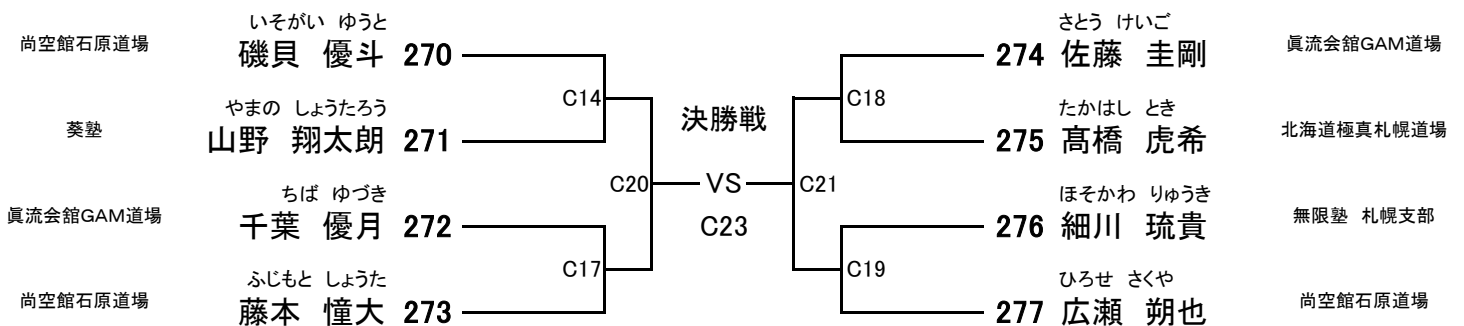 いそがい ゆうと
尚空館石原道場 磯貝 優斗 270
C14
やまの しょうたろう
葵塾 山野 翔太朗 271
C20
ちば ゆづき
眞流会舘GAM道場 千葉 優月 272
C17
ふじもと しょうた
尚空館石原道場 藤本 憧大 273
決勝戦
VS
C23
さとう けいご
274 佐藤 圭剛 眞流会舘GAM道場
C18
たかはし とき
275 髙橋 虎希 北海道極真札幌道場
C21
ほそかわ りゅうき
276 細川 琉貴 無限塾 札幌支部
C19
ひろせ さくや
277 広瀬 朔也 尚空館石原道場